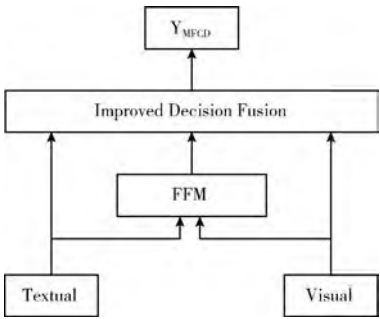 Y_MFCD
Improved Decision Fusion
FFM
Textual
Visual